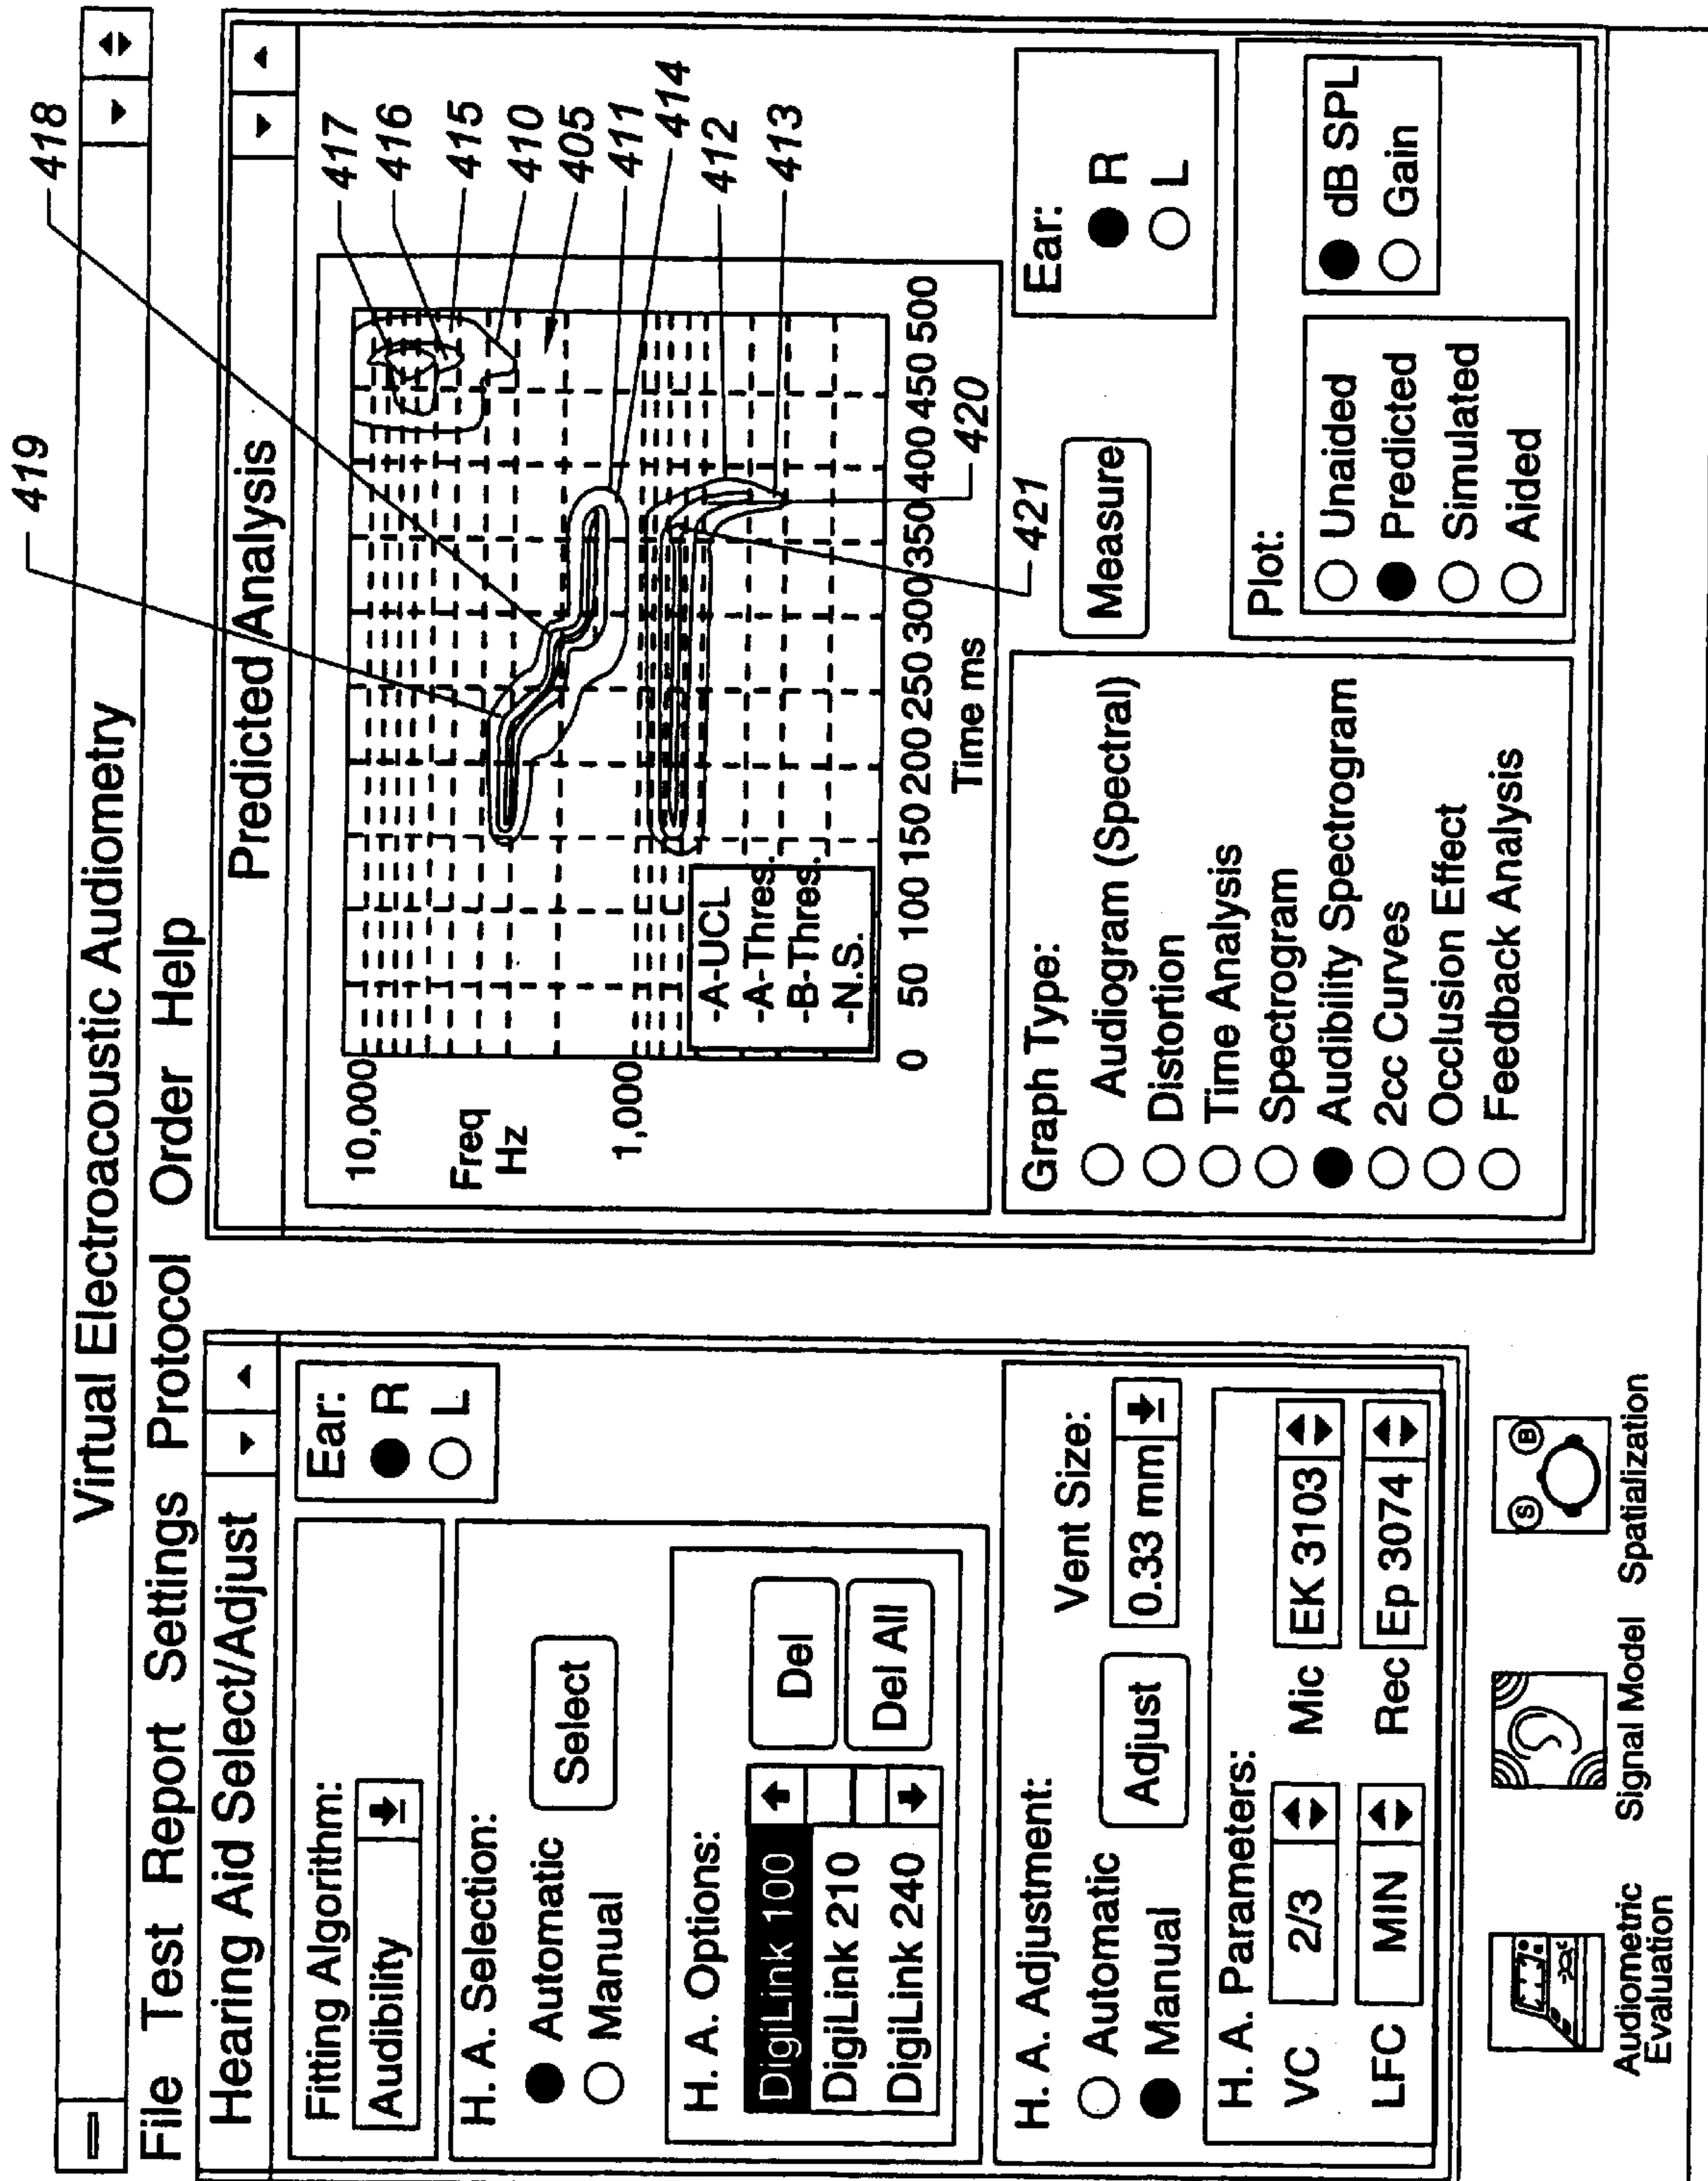 Virtual Electroacoustic Audiometry
File Test Report Settings Protocol Order Help
Hearing Aid Select/Adjust
Fitting Algorithm:
Audibility
Ear:
R
L
H. A. Selection:
Automatic
Manual
Select
H. A. Options:
DigiLink 100
DigiLink 210
DigiLink 240
Del
Del All
H. A. Adjustment:
Automatic
Manual
Adjust
Vent Size:
0.33 mm
H. A. Parameters:
VC 2/3 Mic EK 3103
LFC MIN Rec Ep 3074
Audiometric
Evaluation
Signal Model
S B
Spatialization
Predicted Analysis
10,000
Freq
Hz
1,000
-A-UCL
-A-Thres.
-B-Thres.
-N.S.
0 50 100 150 200 250 300 350 400 450 500
Time ms
419
418
417
416
415
410
405
411
414
412
413
420
421
Measure
Ear:
R
L
Graph Type:
Audiogram (Spectral)
Distortion
Time Analysis
Spectrogram
Audibility Spectrogram
2cc Curves
Occlusion Effect
Feedback Analysis
Plot:
Unaided
Predicted
Simulated
Aided
dB SPL
Gain